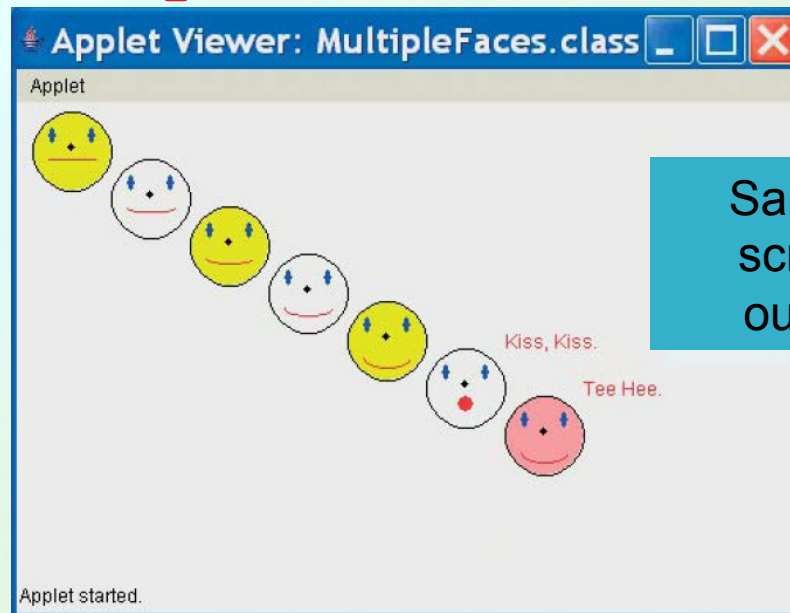 Applet Viewer: MultipleFaces.class
Applet
Kiss, Kiss.
Tee Hee.
Applet started.